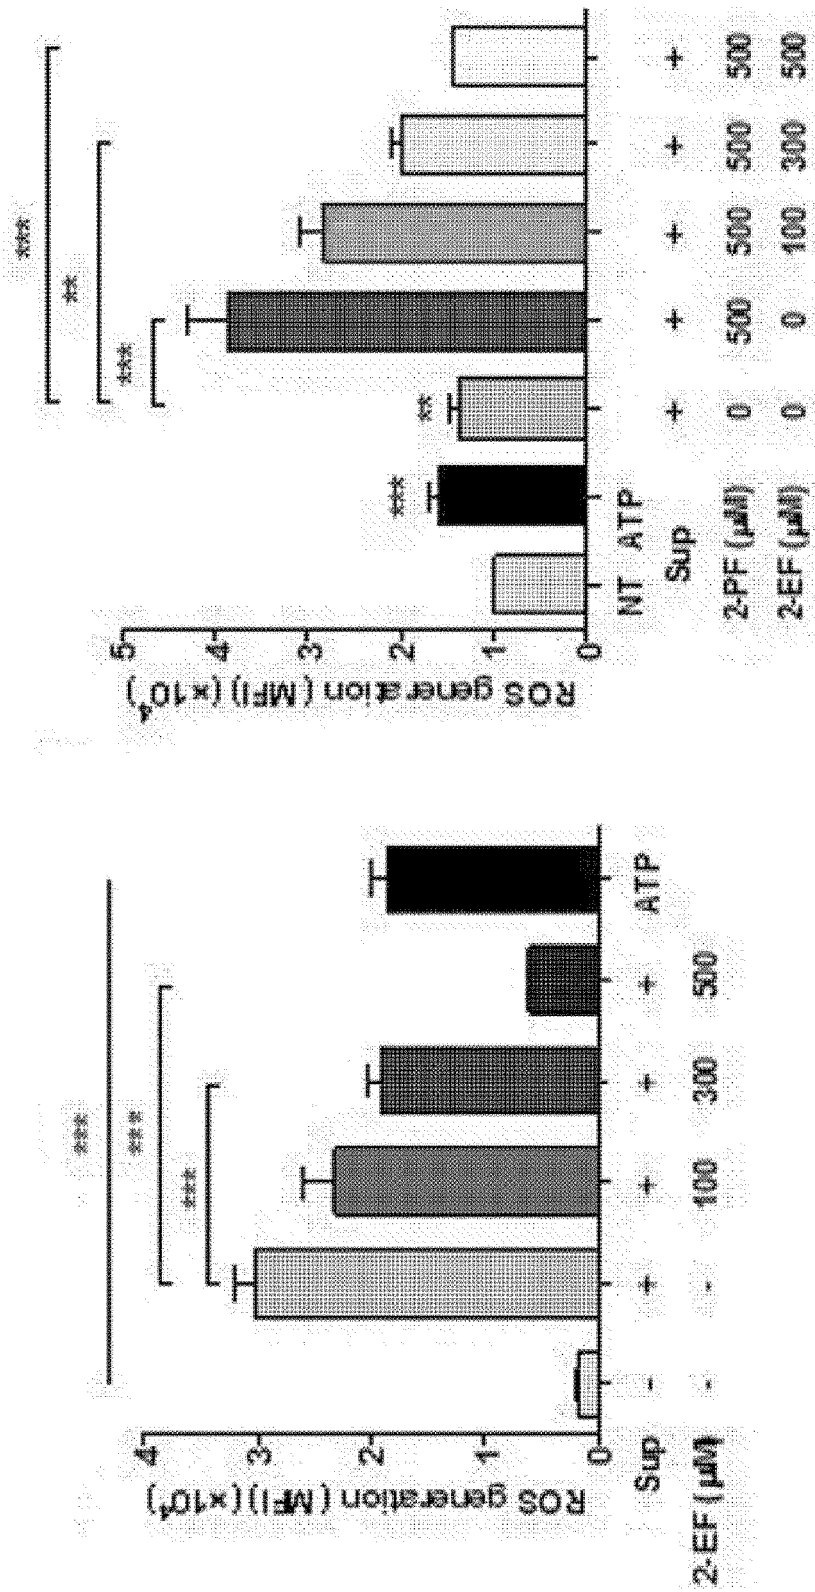 ROS generation (MFI) (×10⁴)
4
3
2
1
0
***
***
***
Sup - + + + + ATP
2-EF (μM) - - 100 300 500
ROS generation (MFI) (×10⁴)
5
4
3
2
1
0
***
**
***
***
**
NT ATP
Sup + + + + +
2-PF (μM) 0 500 500 500 500
2-EF (μM) 0 0 100 300 500